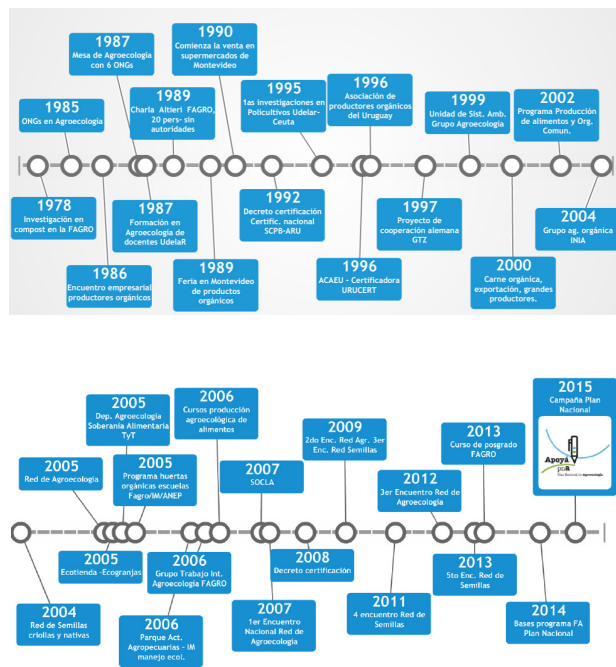 1978
Investigación en
compost en la FAGRO
1985
ONGs en Agroecología
1986
Encuentro empresarial
productores orgánicos
1987
Mesa de Agroecología
con 6 ONGs
1987
Formación en
Agroecología de
docentes UdelaR
1989
Charla Altieri FAGRO,
20 pers- sin
autoridades
1989
Feria en Montevideo
de productos
orgánicos
1990
Comienza la venta en
supermercados de
Montevideo
1992
Decreto certificación
Certific. nacional
SCPB-ARU
1995
1as investigaciones en
Policultivos Udelar-
Ceuta
1996
ACAEU - Certificadora
URUCERT
1996
Asociación de
productores orgánicos
del Uruguay
1997
Proyecto de
cooperación alemana
GTZ
1999
Unidad de Sist. Amb.
Grupo Agroecología
2000
Carne orgánica,
exportación, grandes
productores.
2002
Programa Producción
de alimentos y Org.
Comun.
2004
Grupo ag. orgánica
INIA
2004
Red de Semillas
criollas y nativas
2005
Red de Agroecología
2005
Ecotienda -Ecogranjas
2005
Dep. Agroecología
Soberanía Alimentaria
TyT
2005
Programa huertas
orgánicas escuelas
Fagro/IM/ANEP
2006
Parque Act.
Agropecuarias - IM
manejo ecol.
2006
Grupo Trabajo Int.
Agroecología FAGRO
2006
Cursos producción
agroecológica de
alimentos
2007
SOCLA
2007
1er Encuentro
Nacional Red de
Agroecología
2008
Decreto certificación
2009
2do Enc. Red Agr. 3er
Enc. Red Semillas
2011
4 encuentro Red de
Semillas
2012
3er Encuentro Red de
Agroecología
2013
5to Enc. Red de
Semillas
2013
Curso de posgrado
FAGRO
2014
Bases programa FA
Plan Nacional
2015
Campaña Plan
Nacional
Apoyá
pnA
Plan Nacional de Agroecología